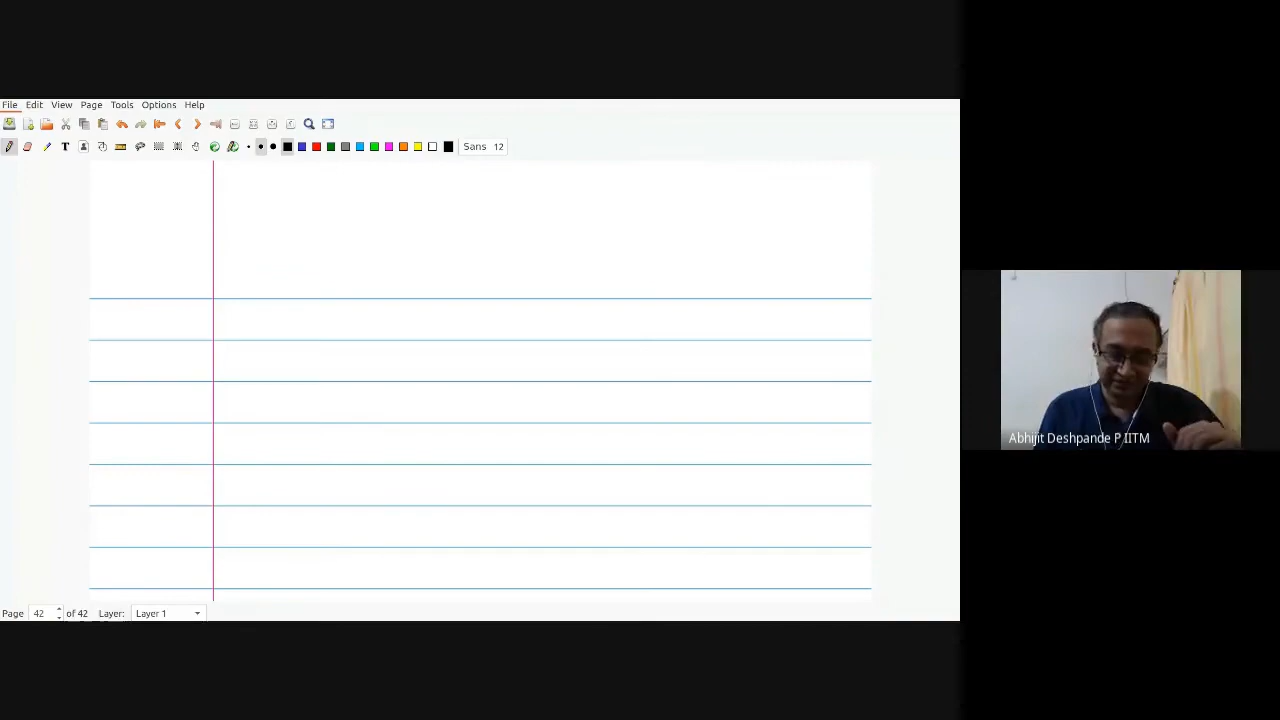 File Edit View Page Tools Options Help
T Sans 12
Abhijit Deshpande P IITM
Page 42 of 42 Layer: Layer 1